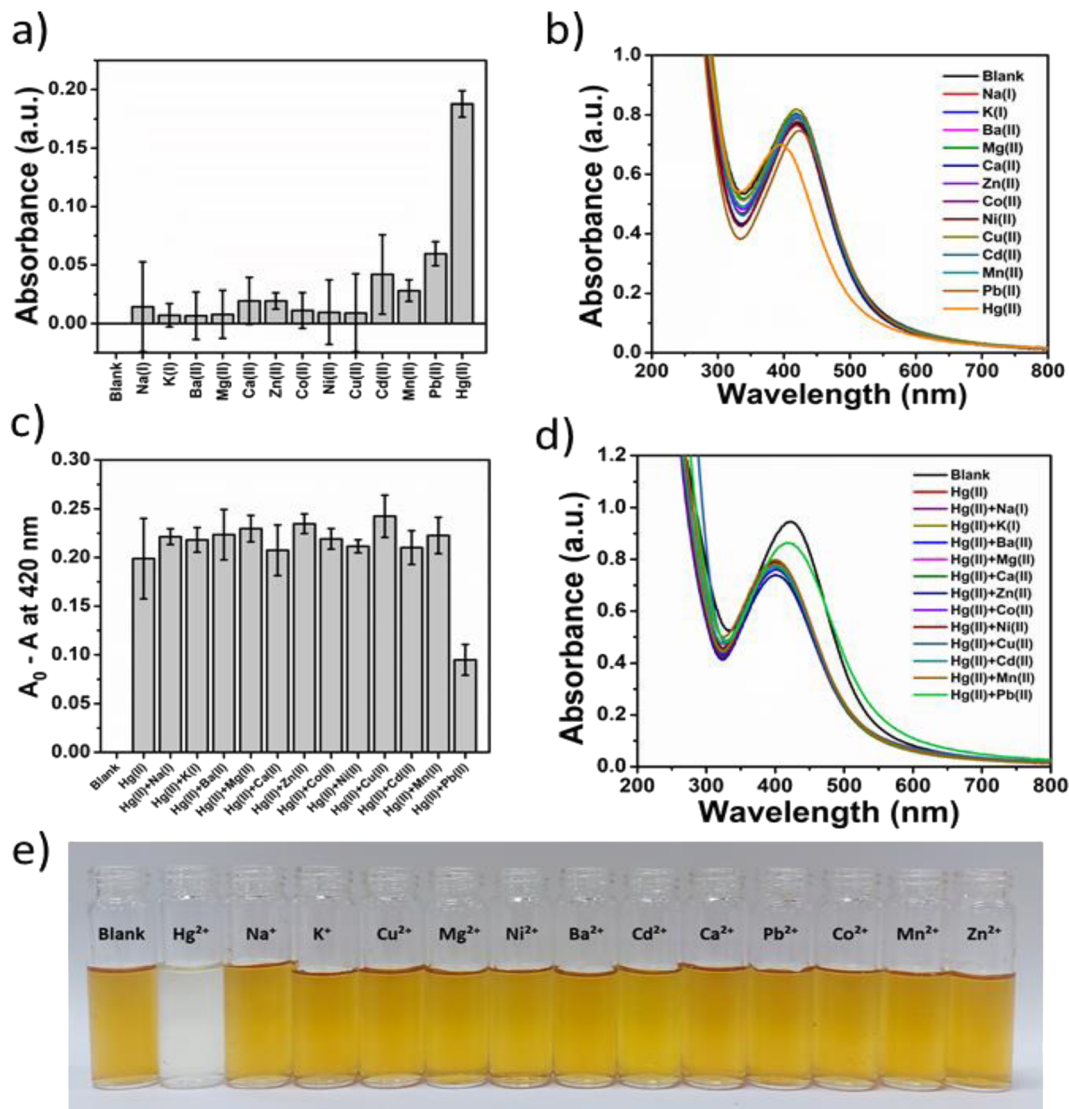 a)
Absorbance (a.u.)
0.20
0.15
0.10
0.05
0.00
Blank
Na(I)
K(I)
Ba(II)
Mg(II)
Ca(II)
Zn(II)
Co(II)
Ni(II)
Cu(II)
Cd(II)
Mn(II)
Pb(II)
Hg(II)
b)
Absorbance (a.u.)
1.0
0.8
0.6
0.4
0.2
0.0
200 300 400 500 600 700 800
Wavelength (nm)
Blank
Na(I)
K(I)
Ba(II)
Mg(II)
Ca(II)
Zn(II)
Co(II)
Ni(II)
Cu(II)
Cd(II)
Mn(II)
Pb(II)
Hg(II)
c)
A0 - A at 420 nm
0.30
0.25
0.20
0.15
0.10
0.05
0.00
Blank
Hg(II)
Hg(II)+Na(I)
Hg(II)+K(I)
Hg(II)+Ba(II)
Hg(II)+Mg(II)
Hg(II)+Ca(II)
Hg(II)+Zn(II)
Hg(II)+Co(II)
Hg(II)+Ni(II)
Hg(II)+Cu(II)
Hg(II)+Cd(II)
Hg(II)+Mn(II)
Hg(II)+Pb(II)
d)
Absorbance (a.u.)
1.2
1.0
0.8
0.6
0.4
0.2
0.0
200 300 400 500 600 700 800
Wavelength (nm)
Blank
Hg(II)
Hg(II)+Na(I)
Hg(II)+K(I)
Hg(II)+Ba(II)
Hg(II)+Mg(II)
Hg(II)+Ca(II)
Hg(II)+Zn(II)
Hg(II)+Co(II)
Hg(II)+Ni(II)
Hg(II)+Cu(II)
Hg(II)+Cd(II)
Hg(II)+Mn(II)
Hg(II)+Pb(II)
e)
Blank Hg²⁺ Na⁺ K⁺ Cu²⁺ Mg²⁺ Ni²⁺ Ba²⁺ Cd²⁺ Ca²⁺ Pb²⁺ Co²⁺ Mn²⁺ Zn²⁺